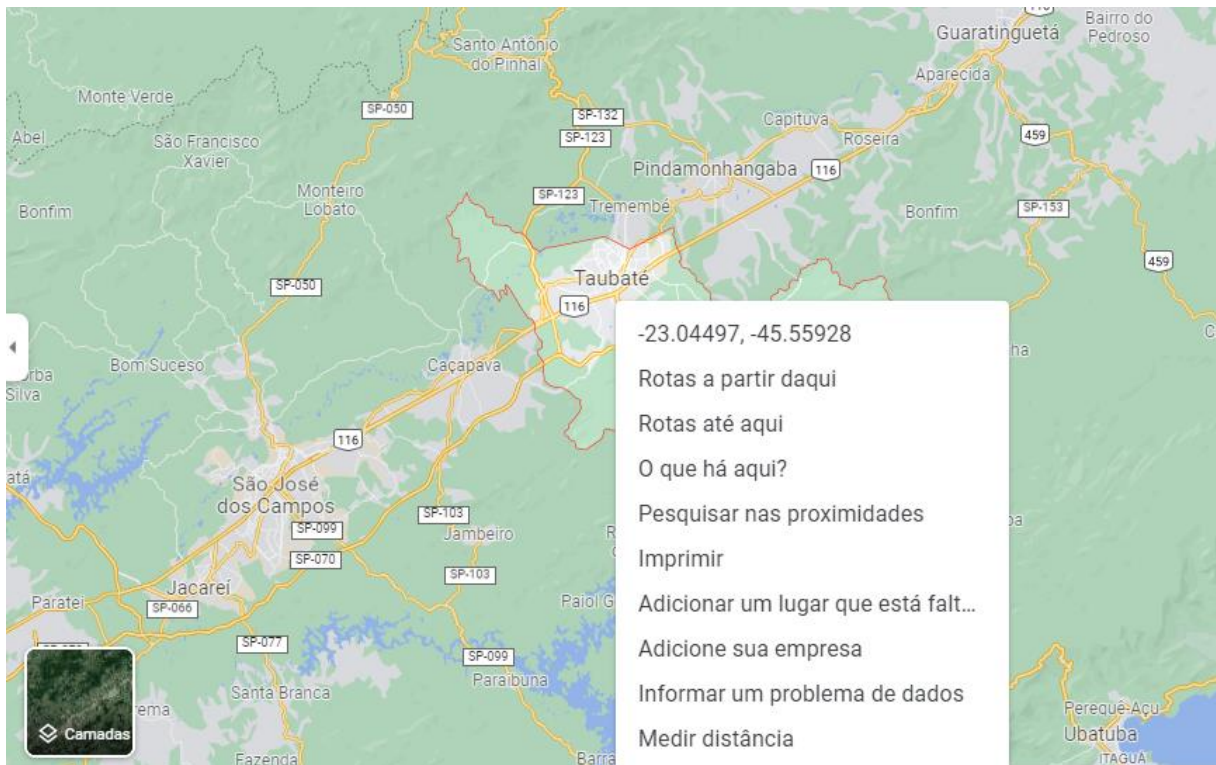 Guaratinguetá
Bairro do
Pedroso
Santo Antônio
do Pinhal
Aparecida
Monte Verde
SP-050
SP-132
Capituva
Abel
São Francisco
Xavier
SP-123
Roseira
459
Pindamonhangaba
116
Monteiro
Lobato
SP-123
Tremembé
Bonfim
Bonfim
SP-153
459
Taubaté
SP-050
116
-23.04497, -45.55928
Bom Suceso
Caçapava
Silva
Rotas a partir daqui
Rotas até aqui
116
O que há aqui?
São José
dos Campos
SP-103
Pesquisar nas proximidades
SP-099
Jambeiro
SP-070
Imprimir
SP-103
Jacareí
Paratei
SP-066
Paiol G
Adicionar um lugar que está falt...
SP-077
Adicione sua empresa
SP-099
Paraibuna
Santa Branca
Informar um problema de dados
Perequê-Açu
Camadas
Medir distância
Ubatuba
Fazenda
Barra
ITAGUÁ